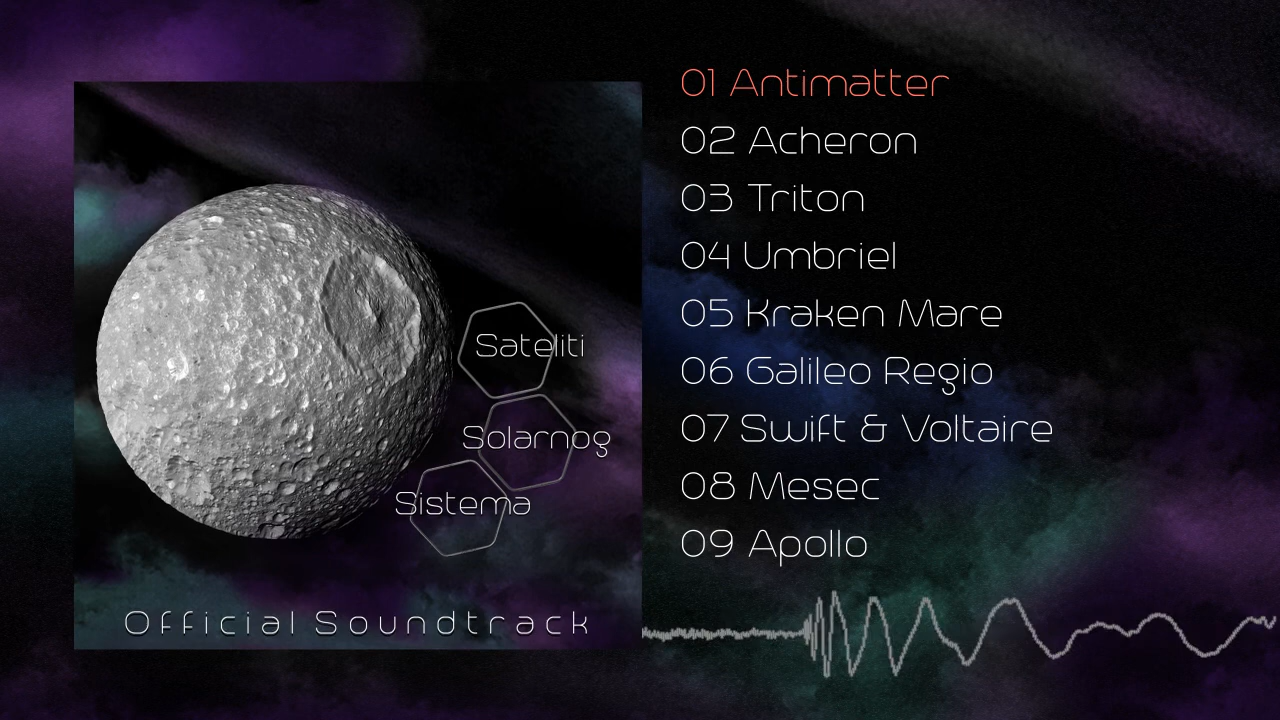 Sateliti
Solarnog
Sistema
Official Soundtrack
01 Antimatter
02 Acheron
03 Triton
04 Umbriel
05 Kraken Mare
06 Galileo Regio
07 Swift & Voltaire
08 Mesec
09 Apollo